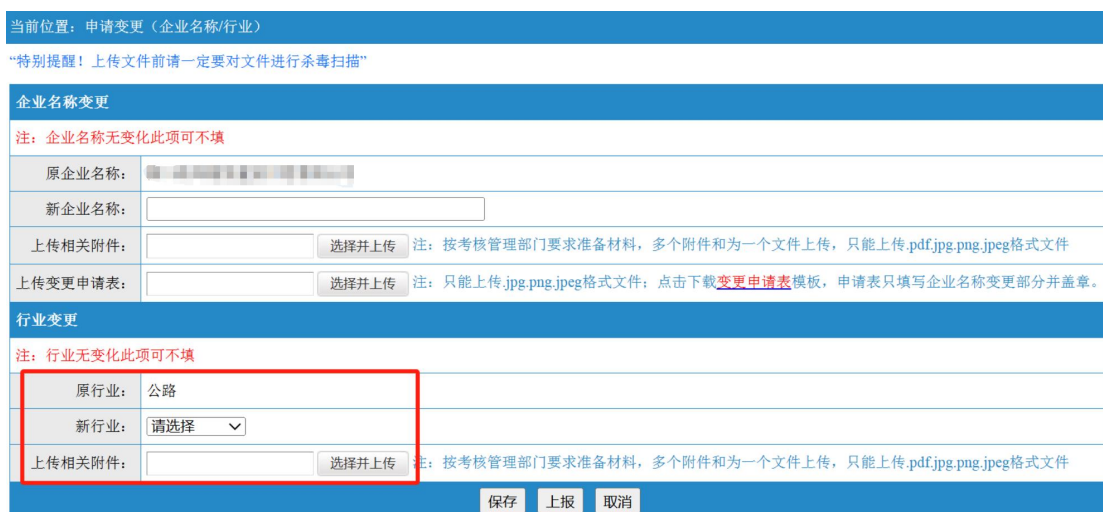 当前位置：申请变更（企业名称/行业）
“特别提醒！上传文件前请一定要对文件进行杀毒扫描”
企业名称变更
注：企业名称无变化此项可不填
原企业名称：
新企业名称：
上传相关附件： 选择并上传 注：按考核管理部门要求准备材料，多个附件和为一个文件上传，只能上传.pdf.jpg.png.jpeg格式文件
上传变更申请表： 选择并上传 注：只能上传.jpg.png.jpeg格式文件；点击下载变更申请表模板，申请表只填写企业名称变更部分并盖章。
行业变更
注：行业无变化此项可不填
原行业： 公路
新行业： 请选择
上传相关附件： 选择并上传 注：按考核管理部门要求准备材料，多个附件和为一个文件上传，只能上传.pdf.jpg.png.jpeg格式文件
保存 上报 取消